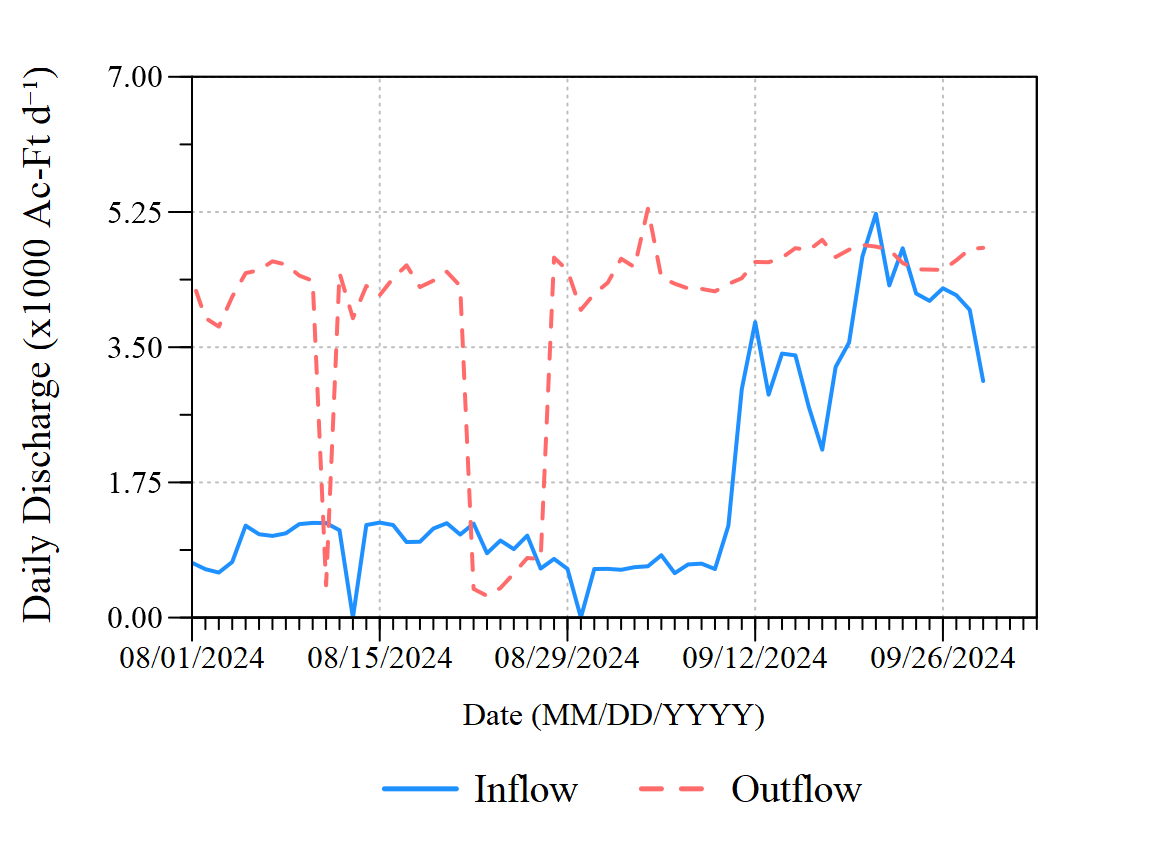 Daily Discharge (x1000 Ac-Ft d⁻¹)
7.00
5.25
3.50
1.75
0.00
08/01/2024 08/15/2024 08/29/2024 09/12/2024 09/26/2024
Date (MM/DD/YYYY)
Inflow Outflow